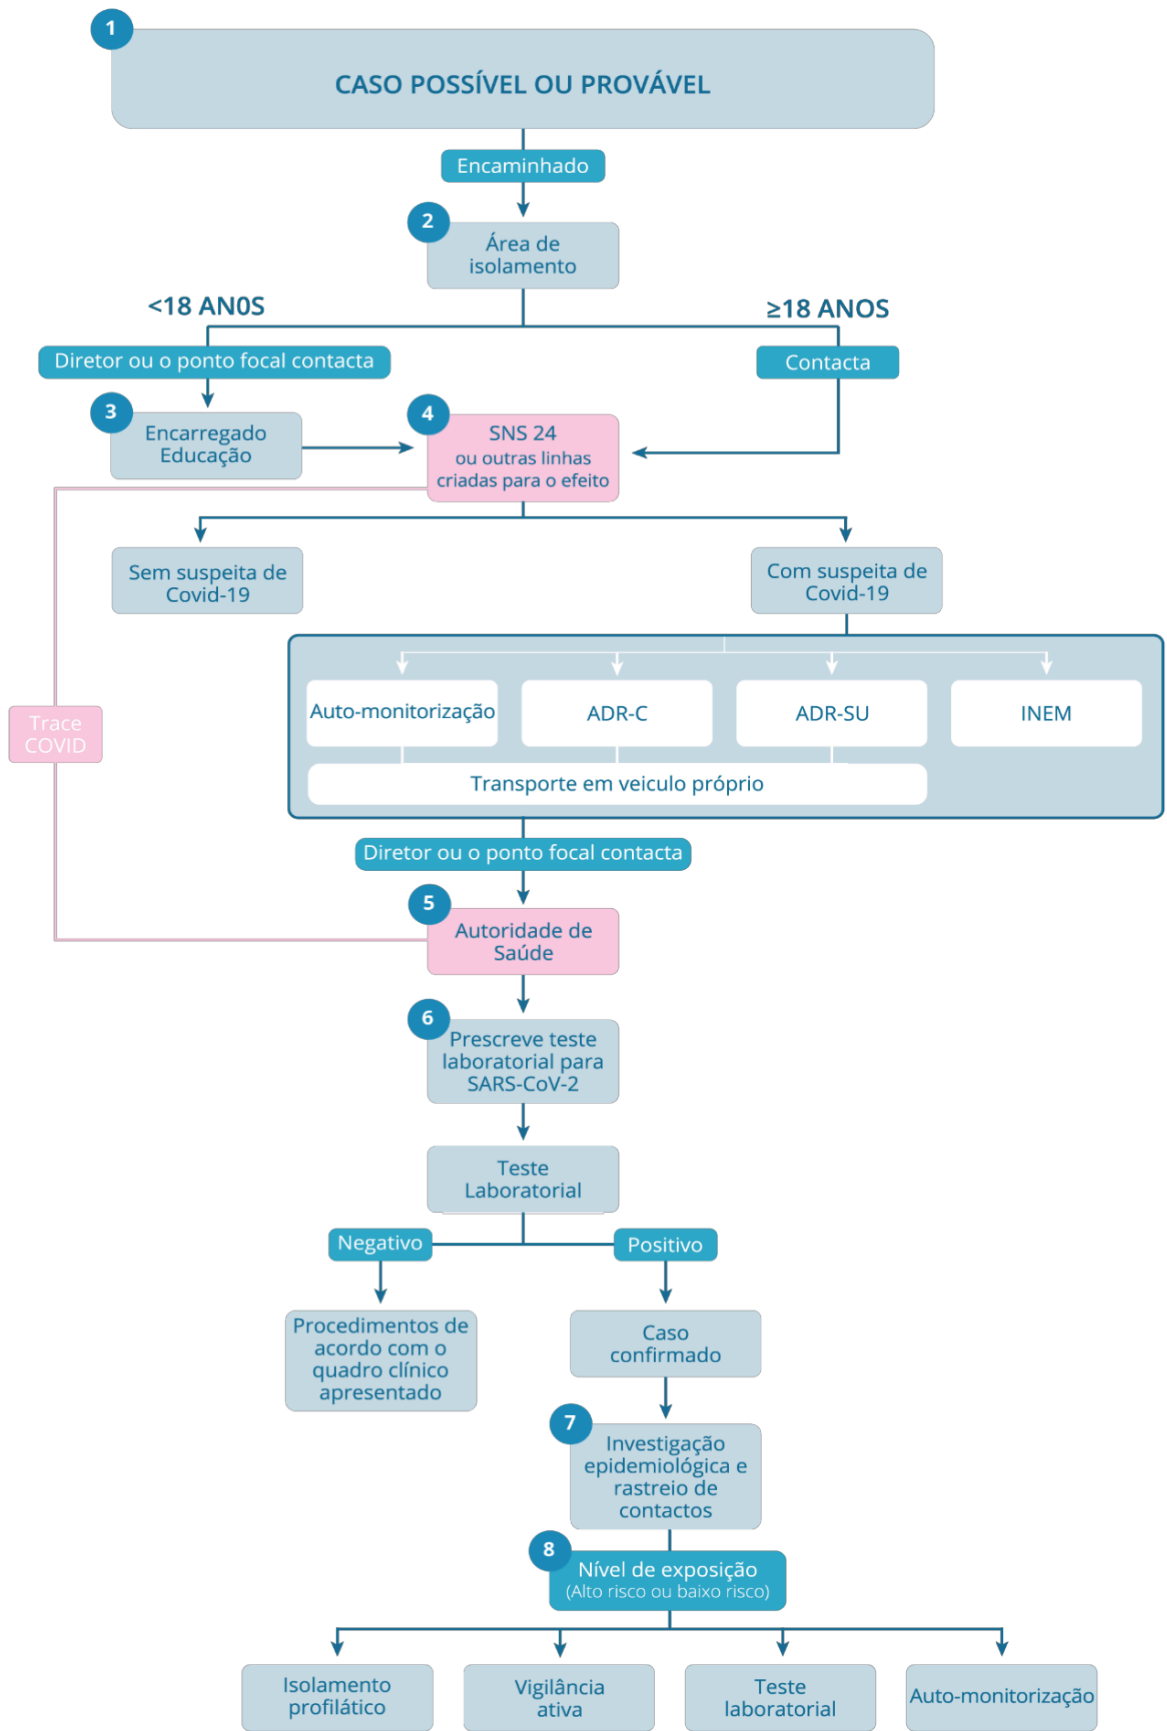 1
CASO POSSÍVEL OU PROVÁVEL
Encaminhado
2
Área de
isolamento
<18 AN0S
≥18 ANOS
Diretor ou o ponto focal contacta
Contacta
3
Encarregado
Educação
4
SNS 24
ou outras linhas
criadas para o efeito
Sem suspeita de
Covid-19
Com suspeita de
Covid-19
Trace
COVID
Auto-monitorização
ADR-C
ADR-SU
INEM
Transporte em veiculo próprio
Diretor ou o ponto focal contacta
5
Autoridade de
Saúde
6
Prescreve teste
laboratorial para
SARS-CoV-2
Teste
Laboratorial
Negativo
Positivo
Procedimentos de
acordo com o
quadro clínico
apresentado
Caso
confirmado
7
Investigação
epidemiológica e
rastreio de
contactos
8
Nível de exposição
(Alto risco ou baixo risco)
Isolamento
profilático
Vigilância
ativa
Teste
laboratorial
Auto-monitorização